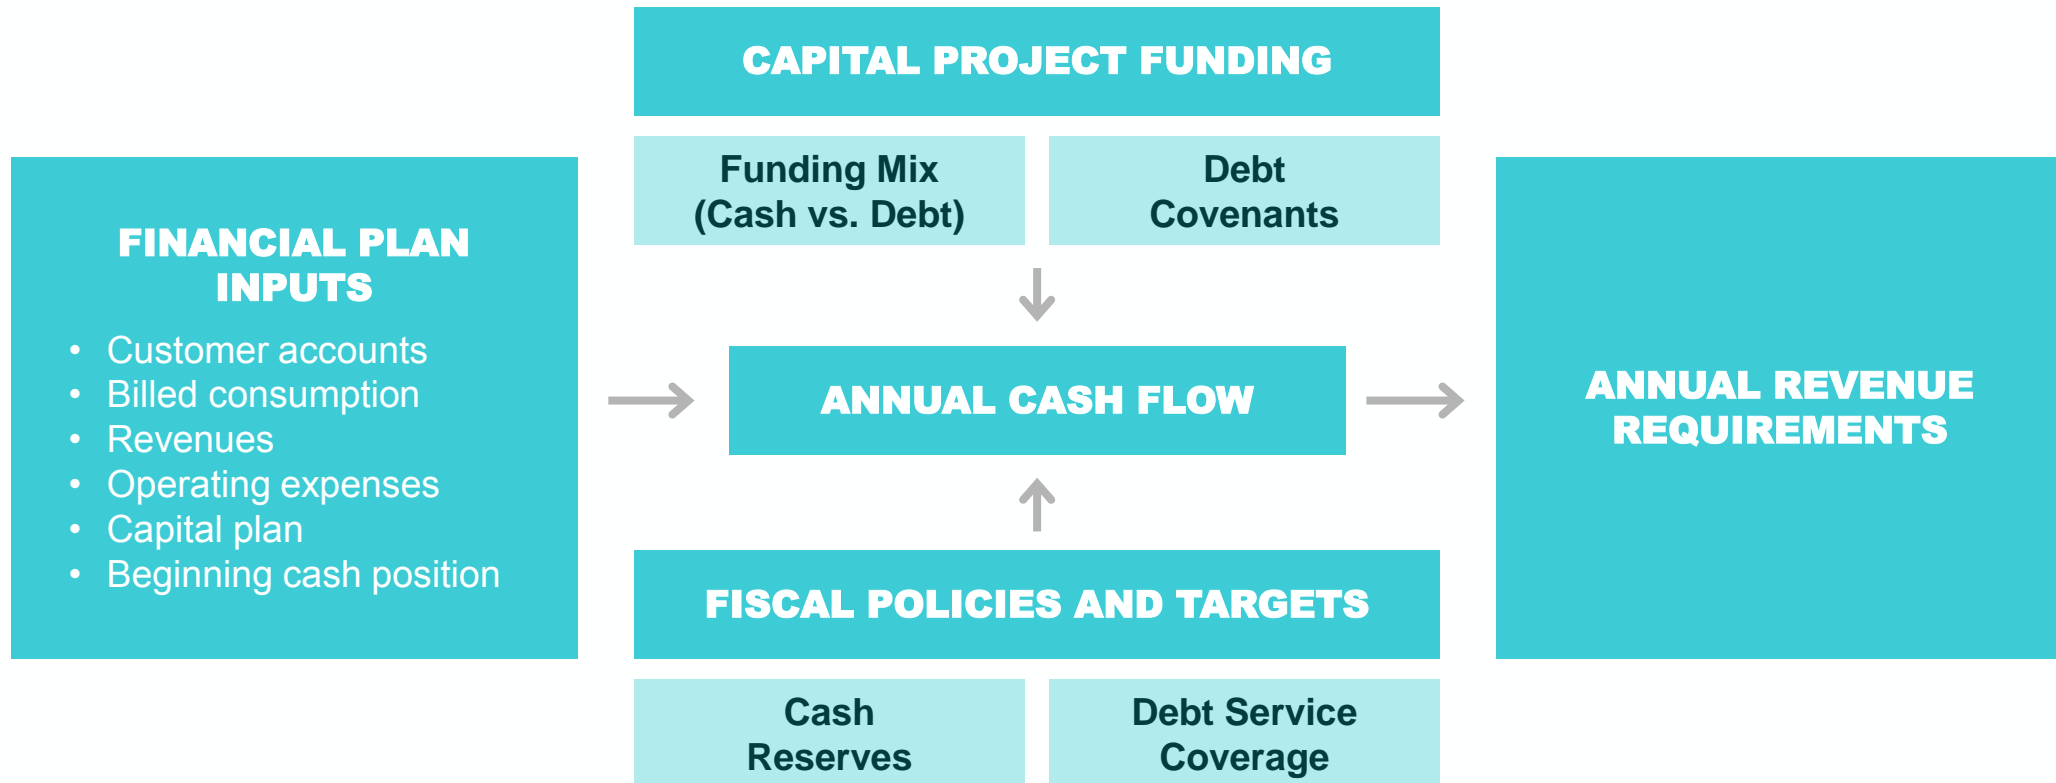 CAPITAL PROJECT FUNDING
Funding Mix
(Cash vs. Debt)
Debt
Covenants
FINANCIAL PLAN
INPUTS
• Customer accounts
• Billed consumption
• Revenues
• Operating expenses
• Capital plan
• Beginning cash position
ANNUAL CASH FLOW
FISCAL POLICIES AND TARGETS
Cash
Reserves
Debt Service
Coverage
ANNUAL REVENUE
REQUIREMENTS